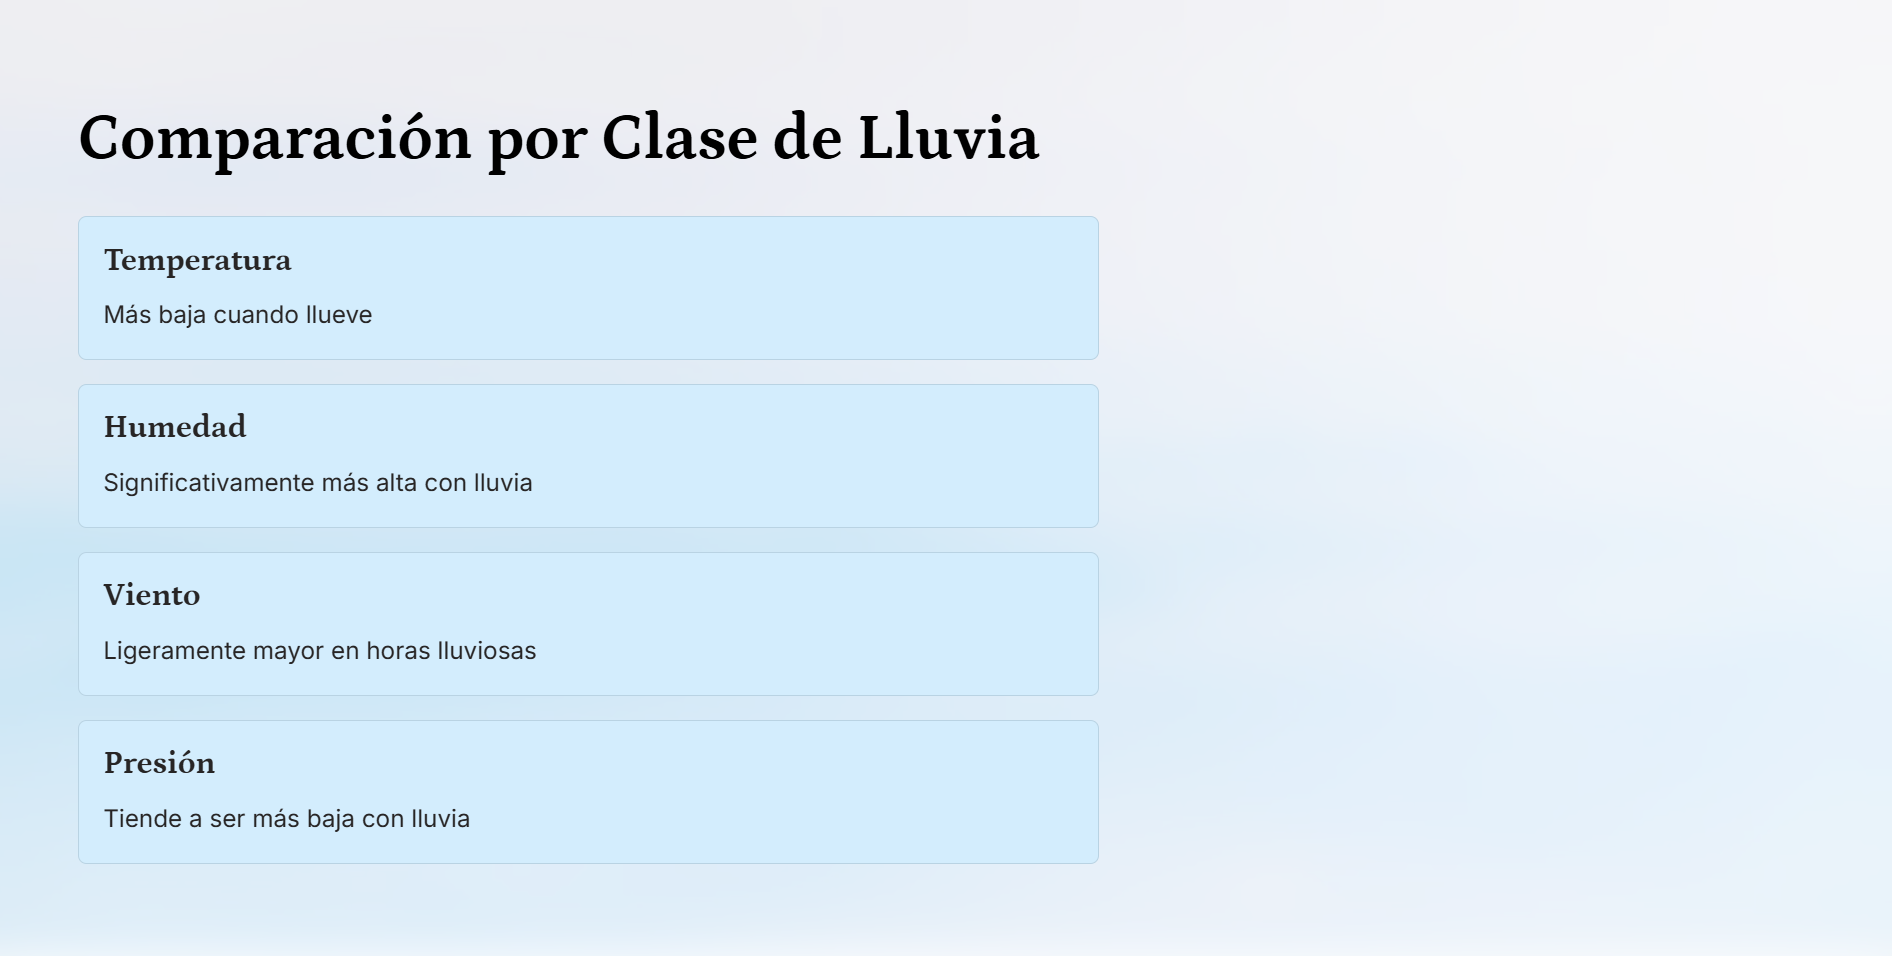 Comparación por Clase de Lluvia
Temperatura
Más baja cuando llueve
Humedad
Significativamente más alta con lluvia
Viento
Ligeramente mayor en horas lluviosas
Presión
Tiende a ser más baja con lluvia